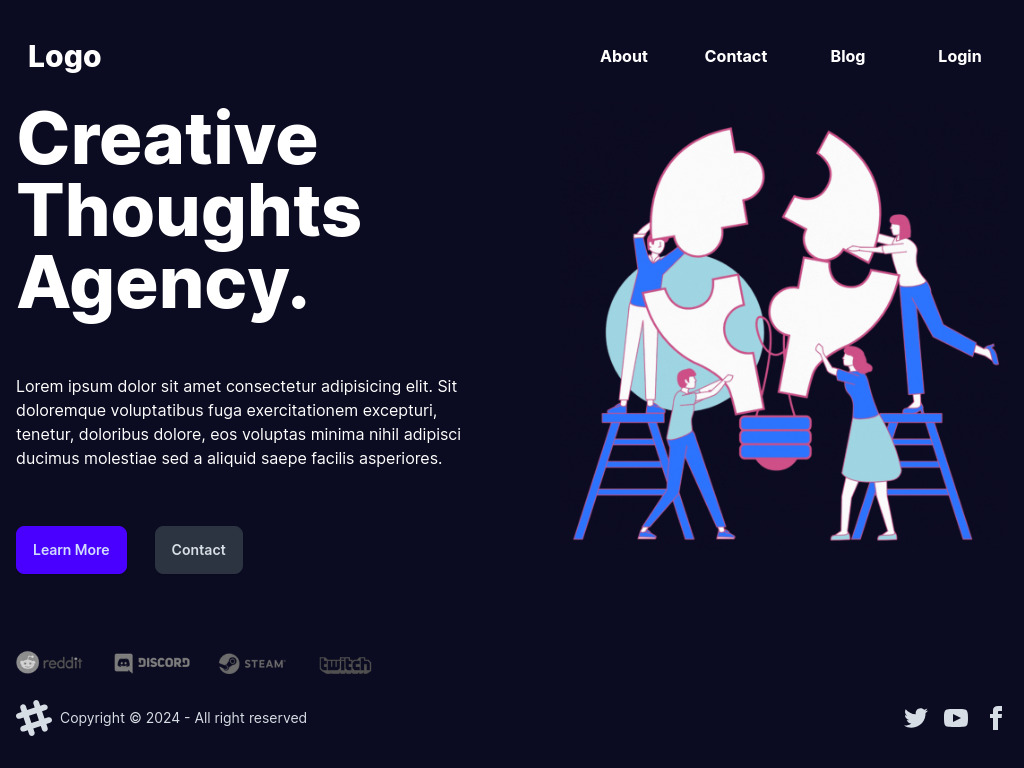 Logo
About
Contact
Blog
Login
Creative
Thoughts
Agency.
Lorem ipsum dolor sit amet consectetur adipisicing elit. Sit
doloremque voluptatibus fuga exercitationem excepturi,
tenetur, doloribus dolore, eos voluptas minima nihil adipisci
ducimus molestiae sed a aliquid saepe facilis asperiores.
Learn More
Contact
reddit
DISCORD
STEAM
twitch
Copyright © 2024 - All right reserved